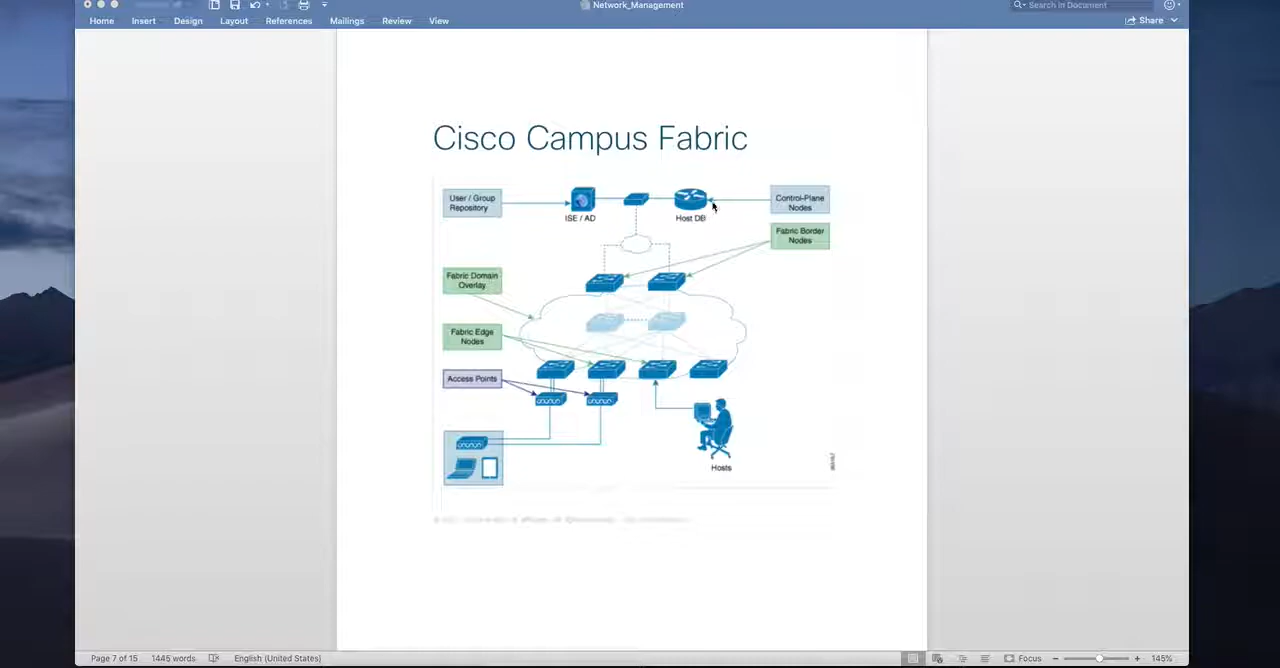 Network_Management
Search in Document
Home Insert Design Layout References Mailings Review View
Share
Cisco Campus Fabric
User / Group
Repository
ISE / AD
Host DB
Control-Plane
Nodes
Fabric Border
Nodes
Fabric Domain
Overlay
Fabric Edge
Nodes
Access Points
Hosts
Page 7 of 15 1445 words English (United States) Focus 145%